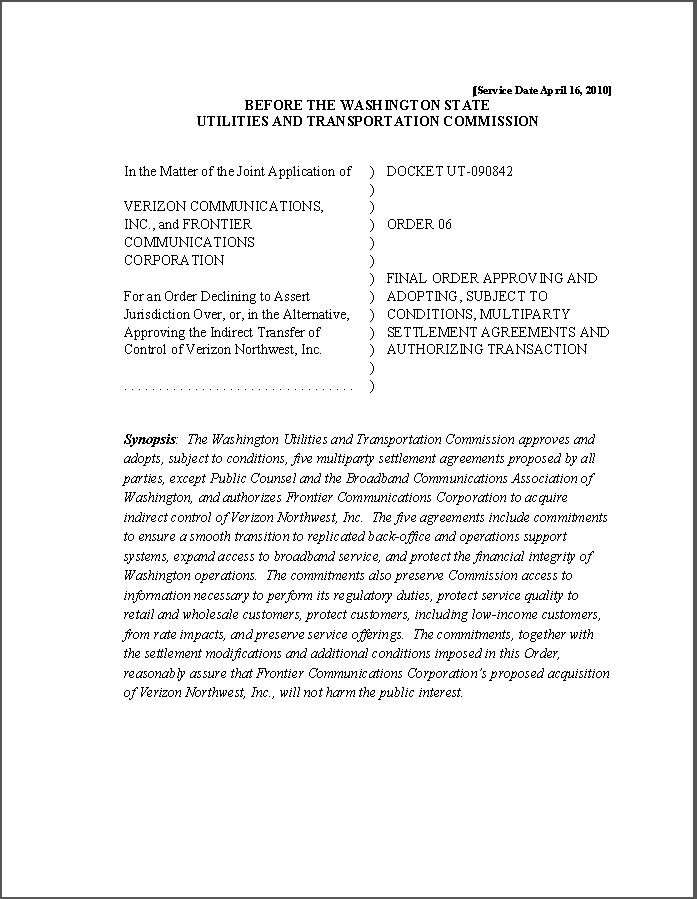 [Service Date April 16, 2010]
BEFORE THE WASHINGTON STATE
UTILITIES AND TRANSPORTATION COMMISSION
In the Matter of the Joint Application of ) DOCKET UT-090842
)
VERIZON COMMUNICATIONS, )
INC., and FRONTIER ) ORDER 06
COMMUNICATIONS )
CORPORATION )
) FINAL ORDER APPROVING AND
For an Order Declining to Assert ) ADOPTING, SUBJECT TO
Jurisdiction Over, or, in the Alternative, ) CONDITIONS, MULTIPARTY
Approving the Indirect Transfer of ) SETTLEMENT AGREEMENTS AND
Control of Verizon Northwest, Inc. ) AUTHORIZING TRANSACTION
)
. . . . . . . . . . . . . . . . . . . . . . . . . . . . . . . . . )
Synopsis: The Washington Utilities and Transportation Commission approves and
adopts, subject to conditions, five multiparty settlement agreements proposed by all
parties, except Public Counsel and the Broadband Communications Association of
Washington, and authorizes Frontier Communications Corporation to acquire
indirect control of Verizon Northwest, Inc. The five agreements include commitments
to ensure a smooth transition to replicated back-office and operations support
systems, expand access to broadband service, and protect the financial integrity of
Washington operations. The commitments also preserve Commission access to
information necessary to perform its regulatory duties, protect service quality to
retail and wholesale customers, protect customers, including low-income customers,
from rate impacts, and preserve service offerings. The commitments, together with
the settlement modifications and additional conditions imposed in this Order,
reasonably assure that Frontier Communications Corporation's proposed acquisition
of Verizon Northwest, Inc., will not harm the public interest.